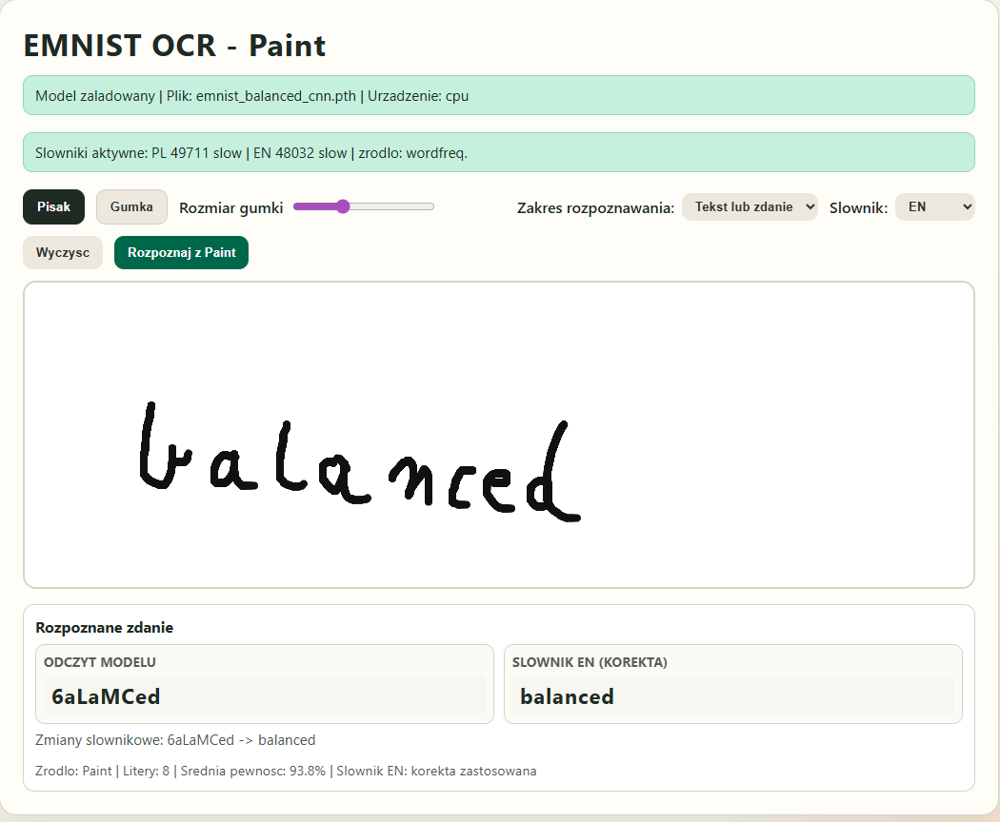 EMNIST OCR - Paint
Model zaladowany | Plik: emnist_balanced_cnn.pth | Urzadzenie: cpu
Slowniki aktywne: PL 49711 slow | EN 48032 slow | zrodlo: wordfreq.
Pisak Gumka Rozmiar gumki Zakres rozpoznawania: Tekst lub zdanie Slownik: EN
Wyczysc Rozpoznaj z Paint
balanced
Rozpoznane zdanie
ODCZYT MODELU SLOWNIK EN (KOREKTA)
6aLaMCed balanced
Zmiany slownikowe: 6aLaMCed -> balanced
Zrodlo: Paint | Litery: 8 | Srednia pewnosc: 93.8% | Slownik EN: korekta zastosowana